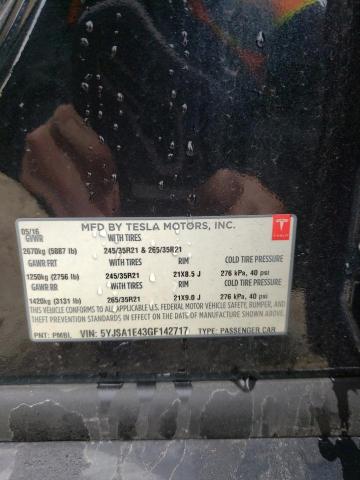 MFD BY TESLA MOTORS, INC.
05/16
GVWR WITH TIRES
2670kg (5887 lb) 245/35R21 & 265/35R21
GAWR FRT WITH TIRES RIM COLD TIRE PRESSURE
1250kg (2756 lb) 245/35R21 21X8.5 J 276 kPa, 40 psi
GAWR RR WITH TIRES RIM COLD TIRE PRESSURE
1420kg (3131 lb) 265/35R21 21X9.0 J 276 kPa, 40 psi
THIS VEHICLE CONFORMS TO ALL APPLICABLE U.S. FEDERAL MOTOR VEHICLE SAFETY, BUMPER, AND
THEFT PREVENTION STANDARDS IN EFFECT ON THE DATE OF MANUFACTURE SHOWN ABOVE.
PNT: PMBL VIN: 5YJSA1E43GF142717 TYPE: PASSENGER CAR
TESLA